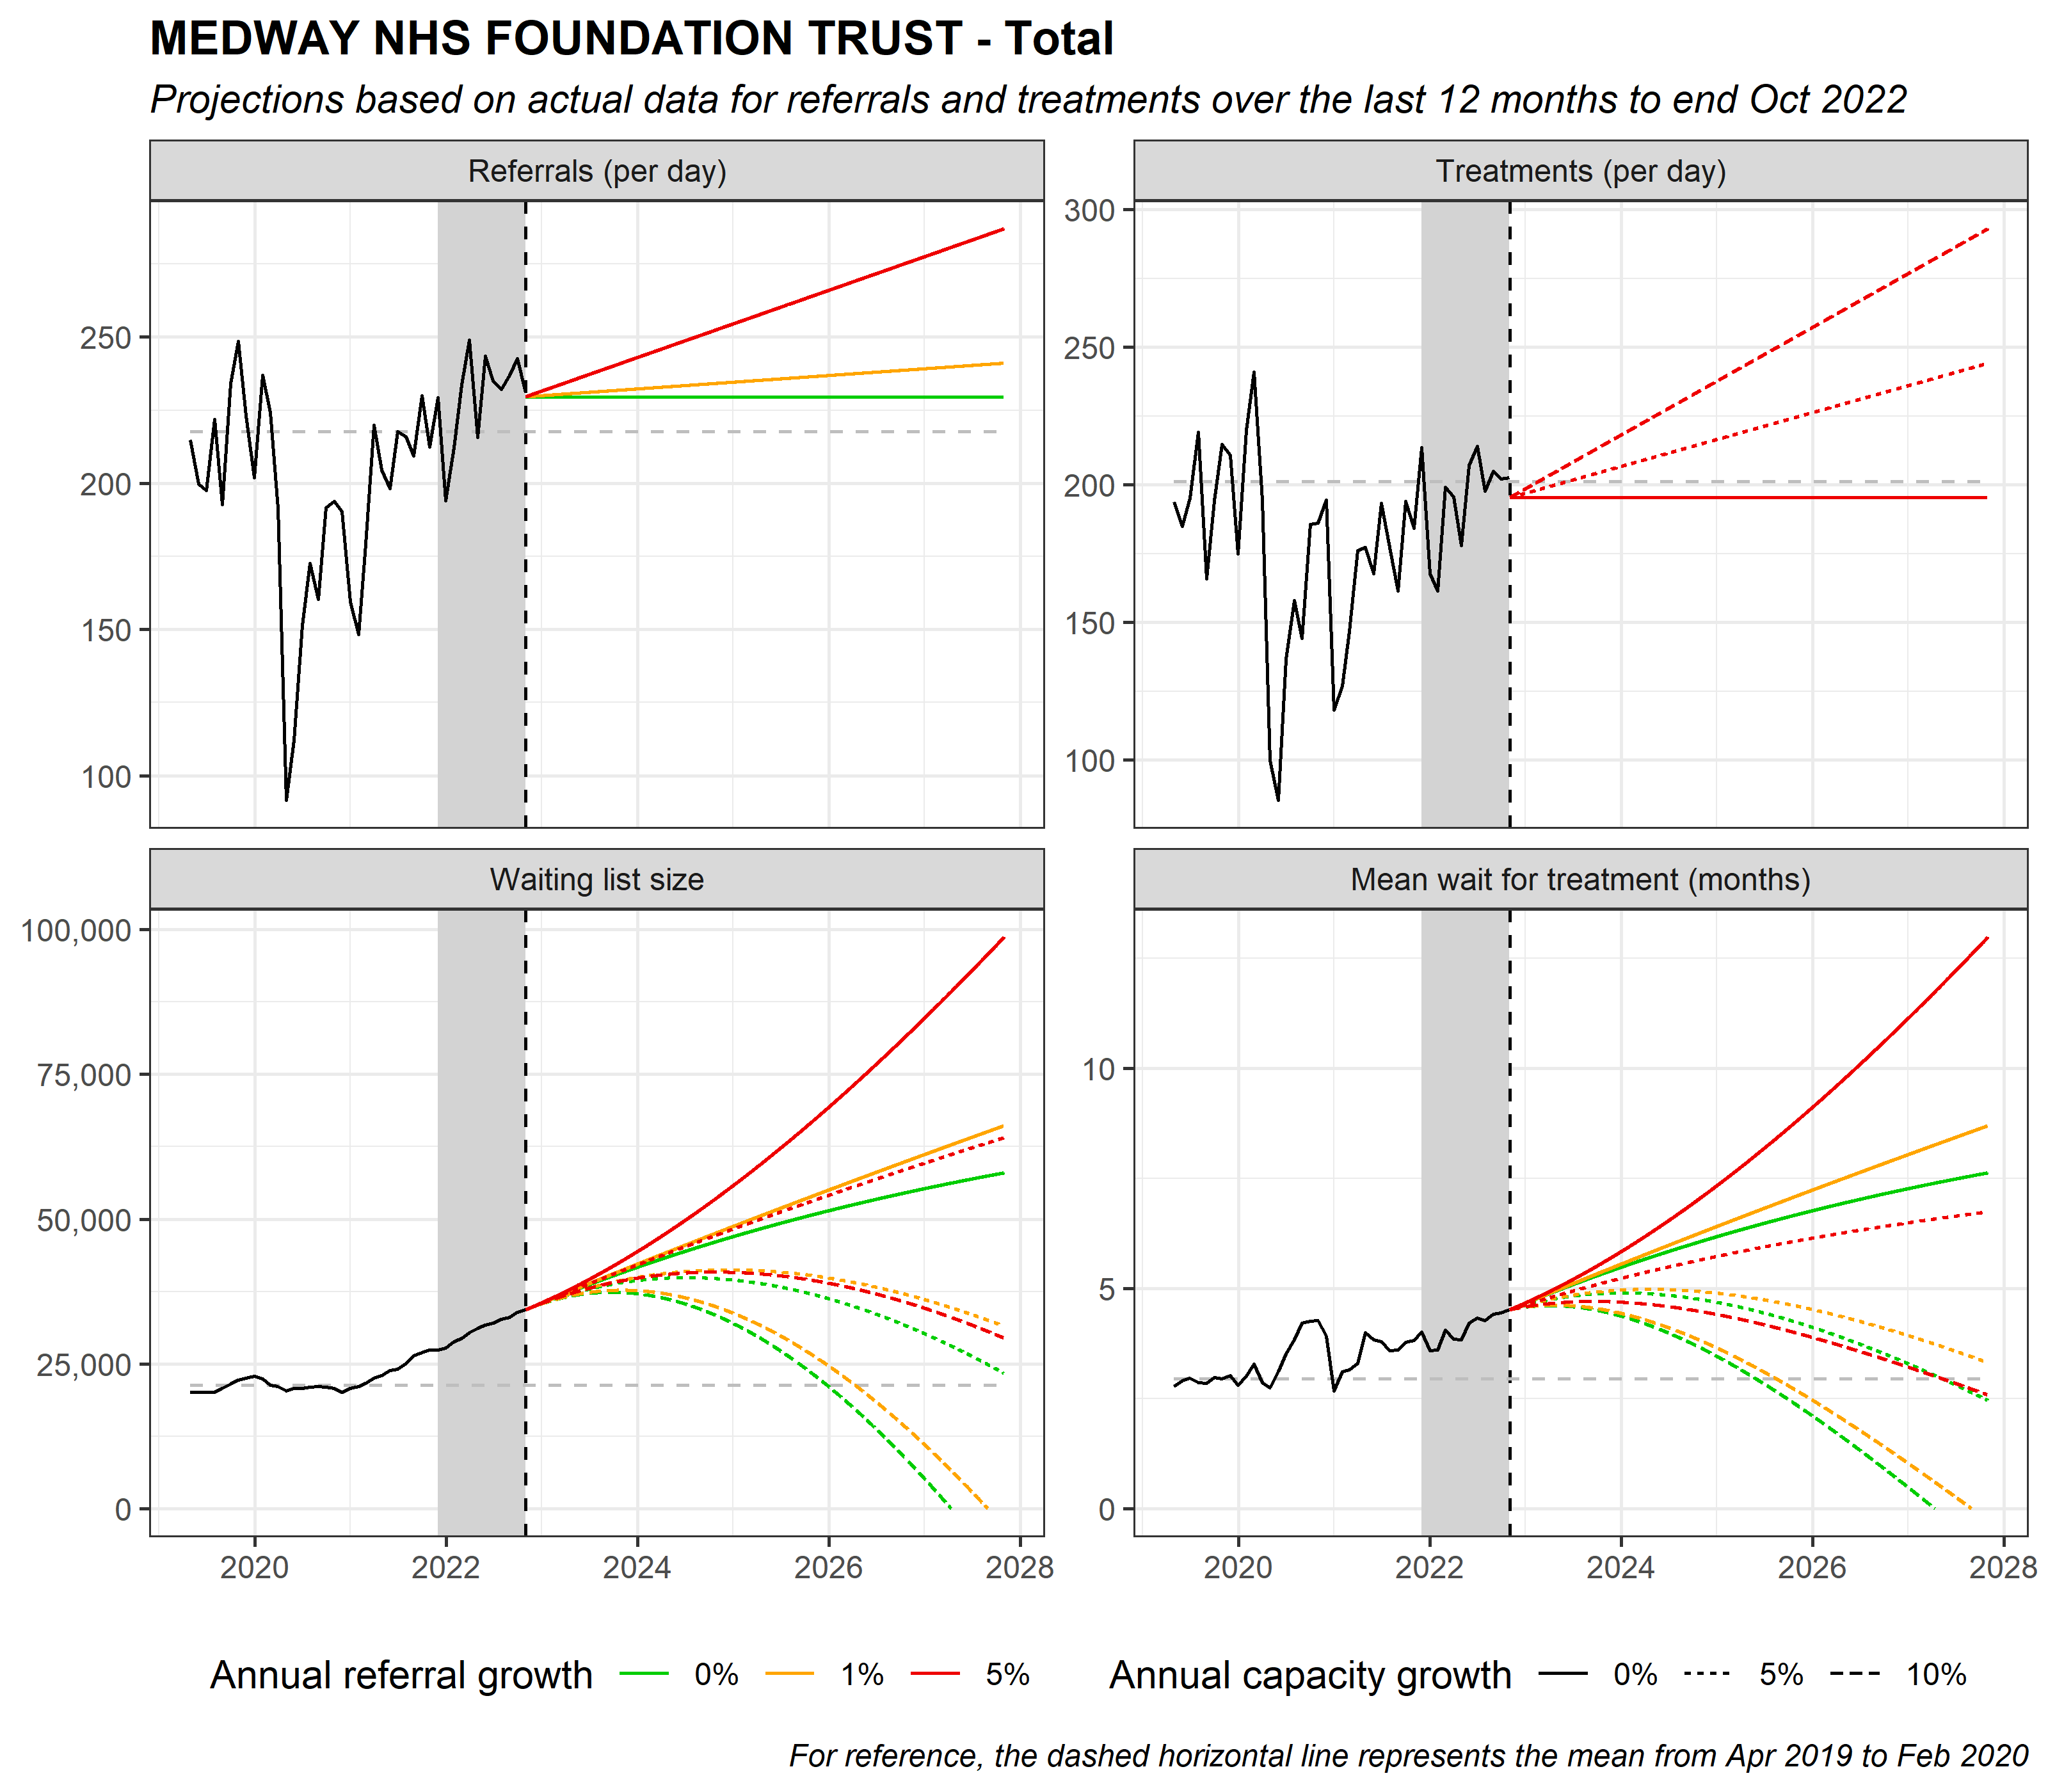 MEDWAY NHS FOUNDATION TRUST - Total
Projections based on actual data for referrals and treatments over the last 12 months to end Oct 2022
Referrals (per day)
250
200
150
100
Treatments (per day)
300
250
200
150
100
Waiting list size
100,000
75,000
50,000
25,000
0
2020 2022 2024 2026 2028
Mean wait for treatment (months)
10
5
0
2020 2022 2024 2026 2028
Annual referral growth 0% 1% 5%
Annual capacity growth 0% 5% 10%
For reference, the dashed horizontal line represents the mean from Apr 2019 to Feb 2020